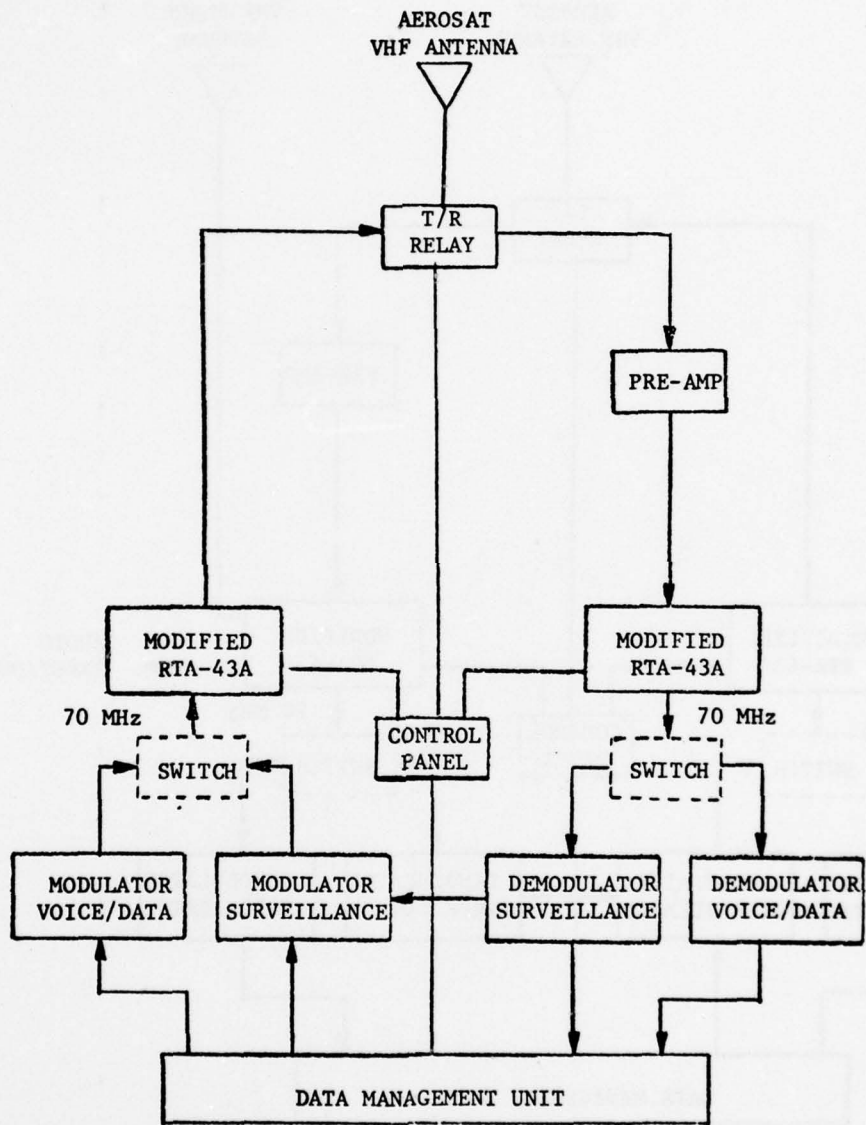 AEROSAT
VHF ANTENNA
T/R
RELAY
PRE-AMP
MODIFIED
RTA-43A
MODIFIED
RTA-43A
70 MHz
70 MHz
CONTROL
PANEL
SWITCH
SWITCH
MODULATOR
VOICE/DATA
MODULATOR
SURVEILLANCE
DEMODULATOR
SURVEILLANCE
DEMODULATOR
VOICE/DATA
DATA MANAGEMENT UNIT